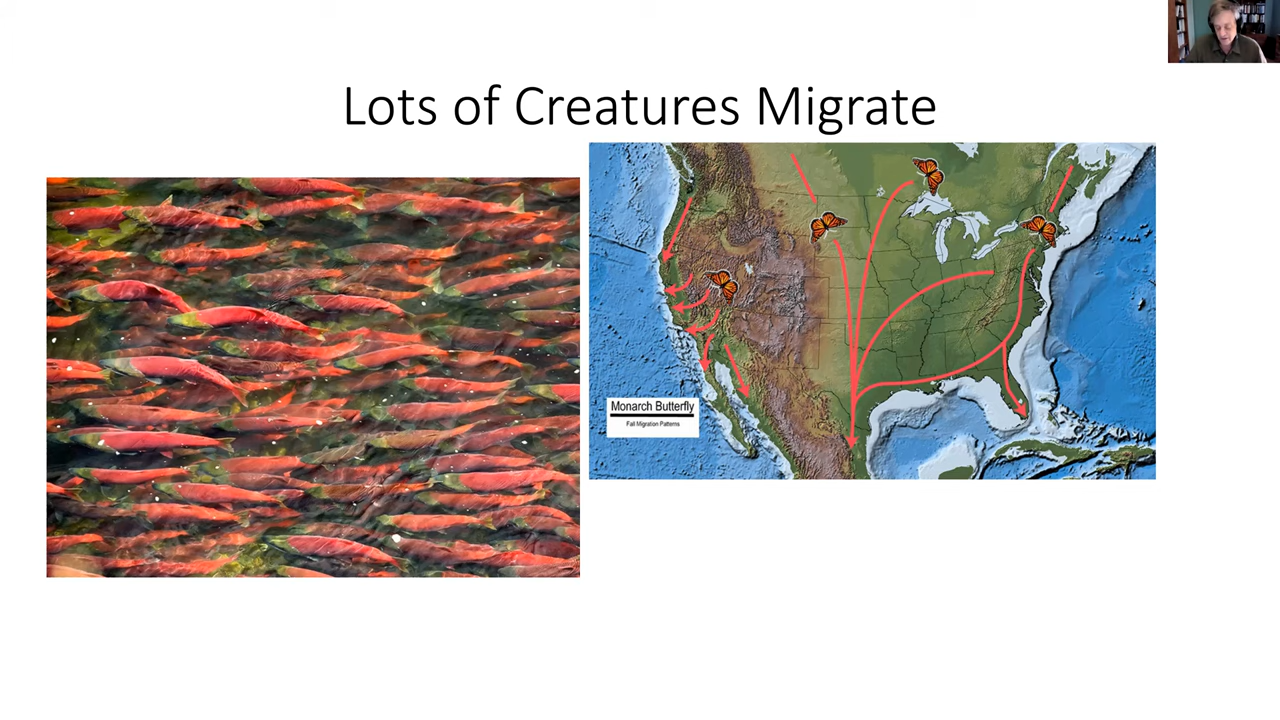 Lots of Creatures Migrate
Monarch Butterfly
Fall Migration Patterns